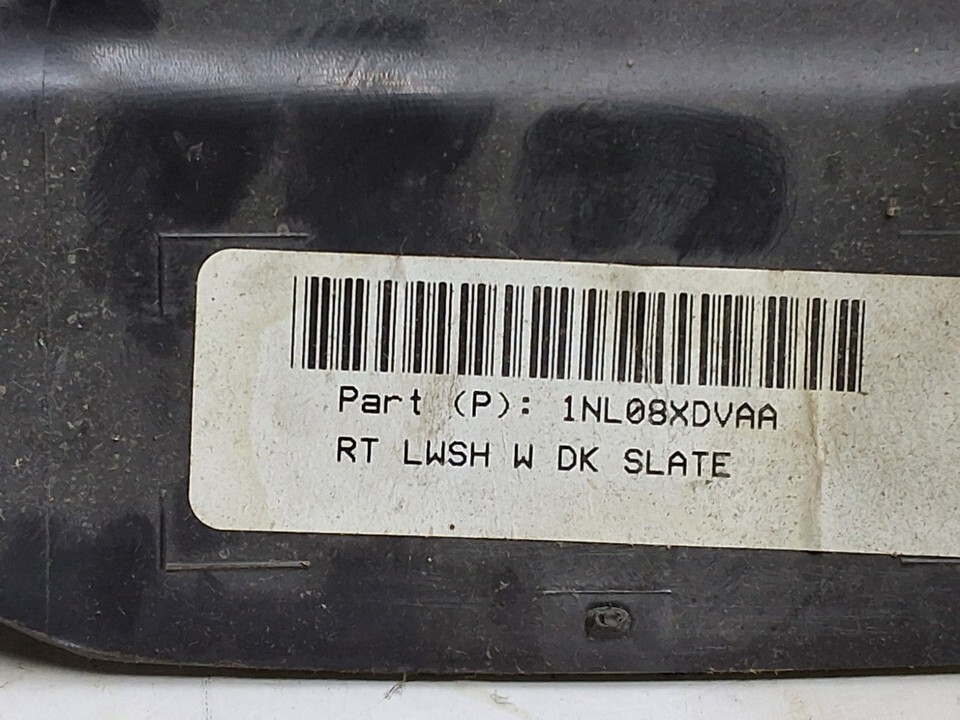 Part (P): 1NL08XDVAA
RT LWSH W DK SLATE